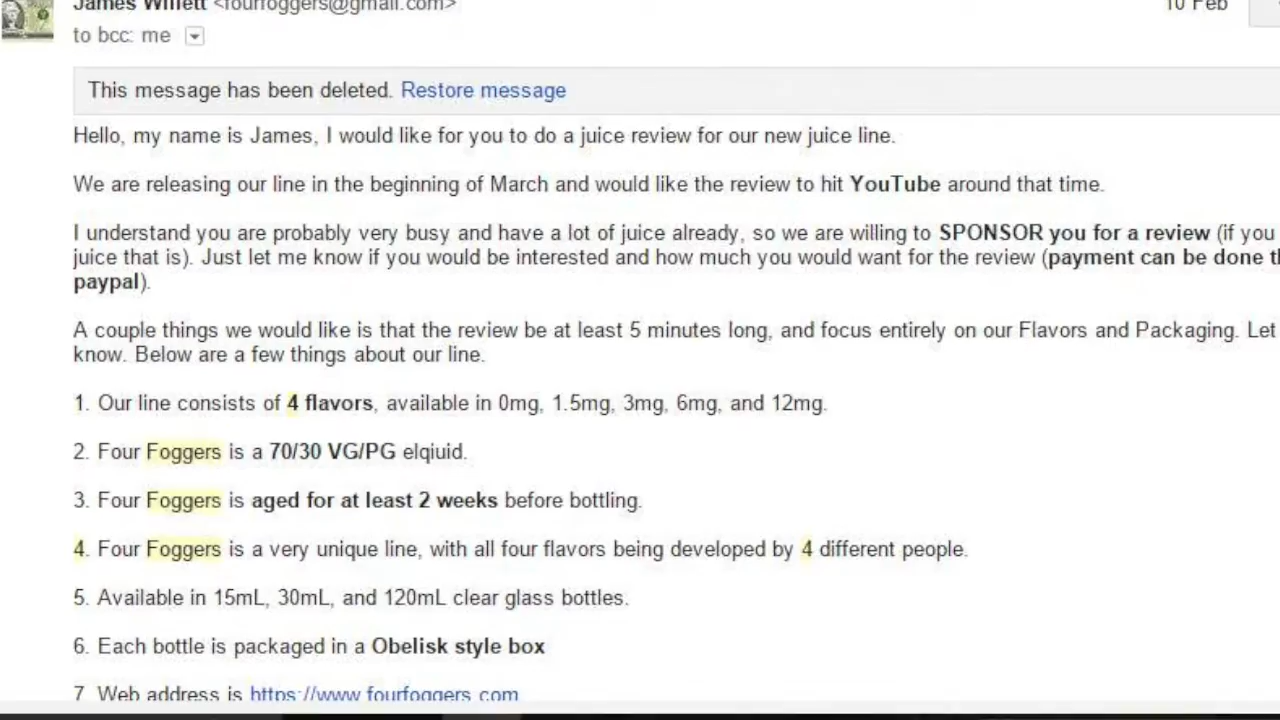 James Willett <fourfoggers@gmail.com>
10 Feb
to bcc: me
This message has been deleted. Restore message
Hello, my name is James, I would like for you to do a juice review for our new juice line.
We are releasing our line in the beginning of March and would like the review to hit YouTube around that time.
I understand you are probably very busy and have a lot of juice already, so we are willing to SPONSOR you for a review (if you
juice that is). Just let me know if you would be interested and how much you would want for the review (payment can be done th
paypal).
A couple things we would like is that the review be at least 5 minutes long, and focus entirely on our Flavors and Packaging. Let
know. Below are a few things about our line.
1. Our line consists of 4 flavors, available in 0mg, 1.5mg, 3mg, 6mg, and 12mg.
2. Four Foggers is a 70/30 VG/PG elqiuid.
3. Four Foggers is aged for at least 2 weeks before bottling.
4. Four Foggers is a very unique line, with all four flavors being developed by 4 different people.
5. Available in 15mL, 30mL, and 120mL clear glass bottles.
6. Each bottle is packaged in a Obelisk style box
7. Web address is https://www.fourfoggers.com